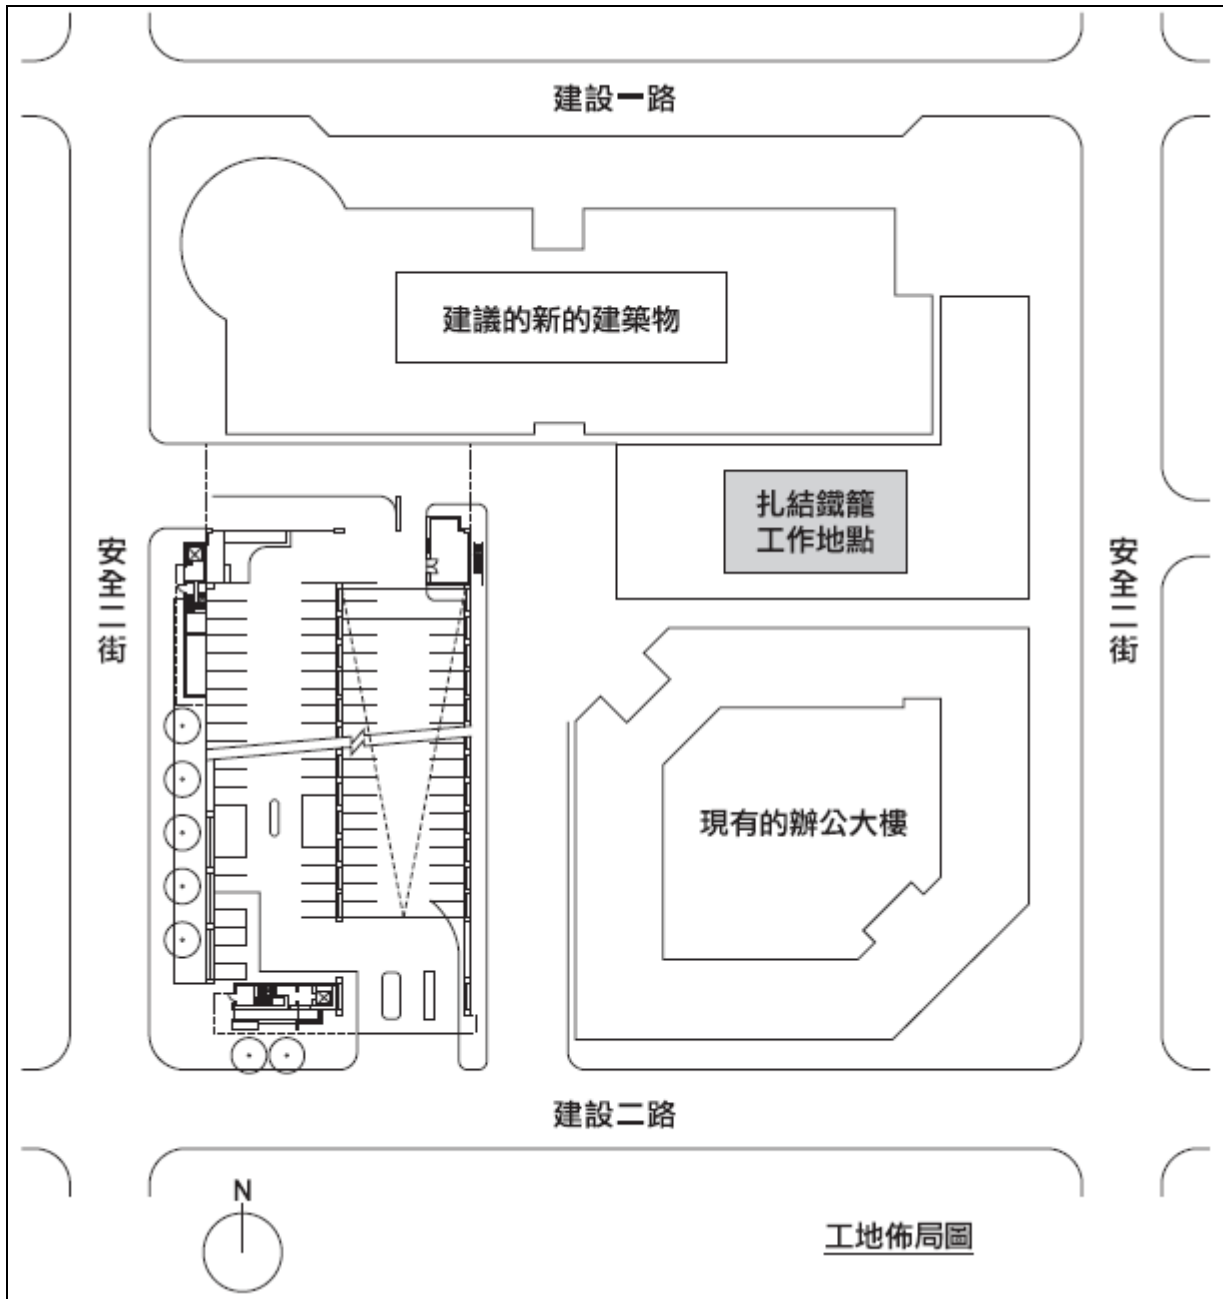 建設一路
建議的新的建築物
扎結鐵籠
工作地點
安全二街
安全二街
現有的辦公大樓
建設二路
N
工地佈局圖